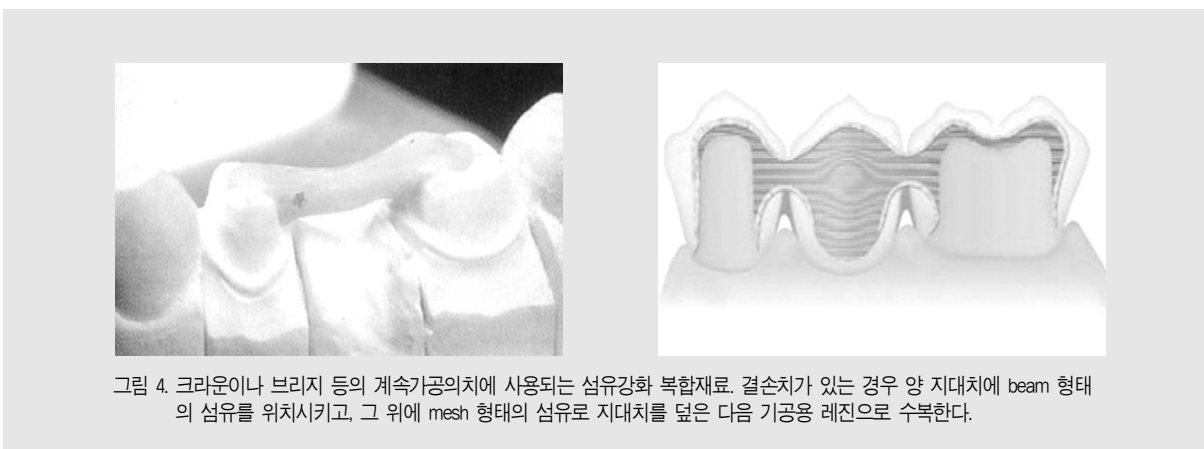 그림 4. 크라운이나 브리지 등의 계속가공의치에 사용되는 섬유강화 복합재료. 결손치가 있는 경우 양 지대치에 beam 형태
의 섬유를 위치시키고, 그 위에 mesh 형태의 섬유로 지대치를 덮은 다음 기공용 레진으로 수복한다.